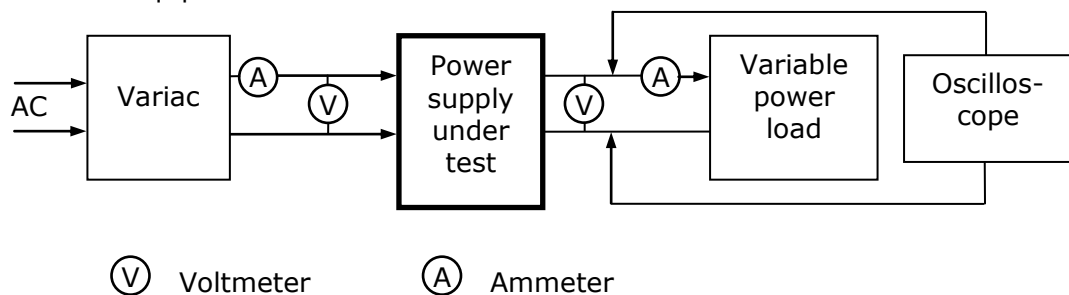 AC
Variac
A
V
Power
supply
under
test
V
A
Variable
power
load
Oscillos-
cope
V Voltmeter
A Ammeter